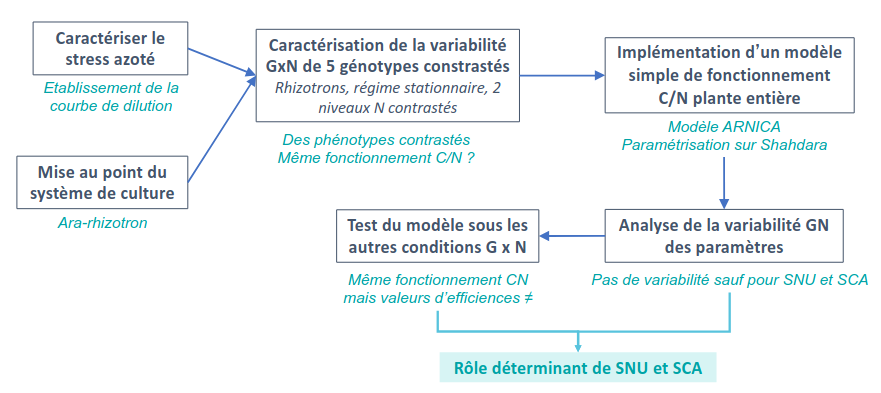 Caractériser le
stress azoté
Etablissement de la
courbe de dilution
Mise au point du
système de culture
Ara-rhizotron
Caractérisation de la variabilité
GxN de 5 génotypes constrastés
Rhizotrons, régime stationnaire, 2
niveaux N contrastés
Des phénotypes contrastés
Même fonctionnement C/N ?
Implémentation d'un modèle
simple de fonctionnement
C/N plante entière
Modèle ARNICA
Paramétrisation sur Shahdara
Analyse de la variabilité GN
des paramètres
Pas de variabilité sauf pour SNU et SCA
Test du modèle sous les
autres conditions G x N
Même fonctionnement CN
mais valeurs d'efficiences ≠
Rôle déterminant de SNU et SCA